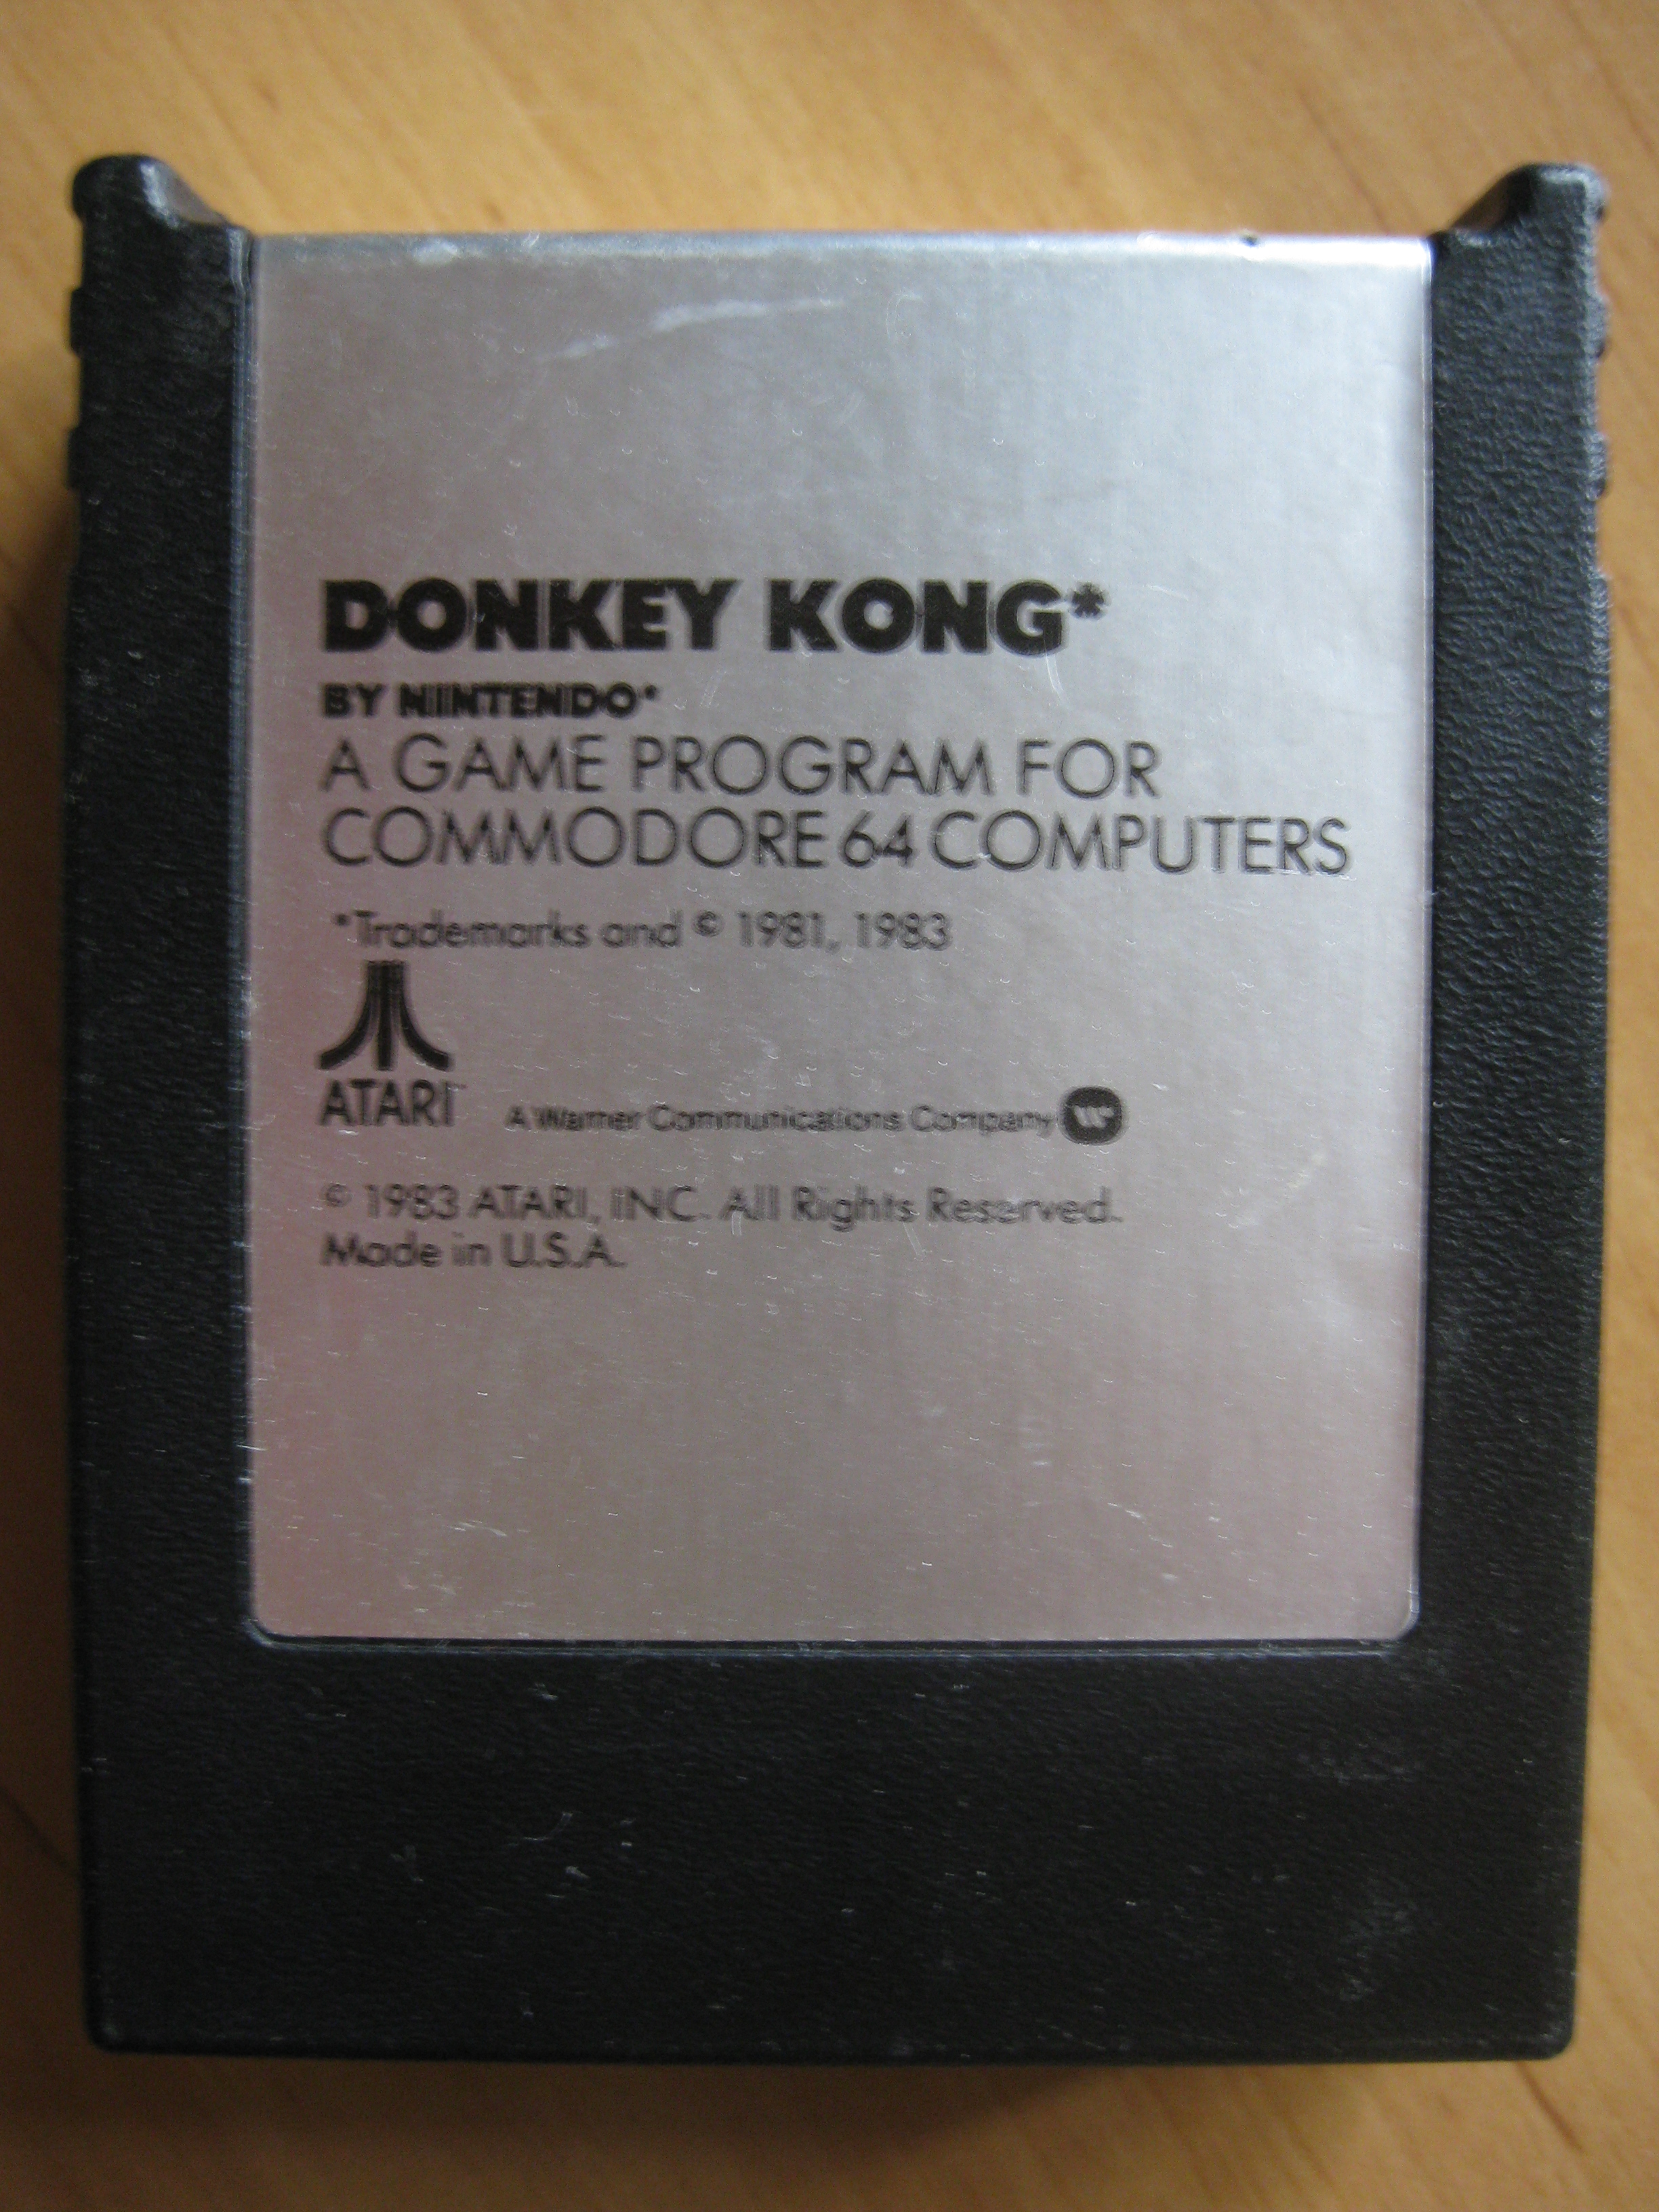 DONKEY KONG*
BY NINTENDO*
A GAME PROGRAM FOR
COMMODORE 64 COMPUTERS
*Trademarks and © 1981, 1983
ATARI™
A Warner Communications Company
© 1983 ATARI, INC. All Rights Reserved.
Made in U.S.A.